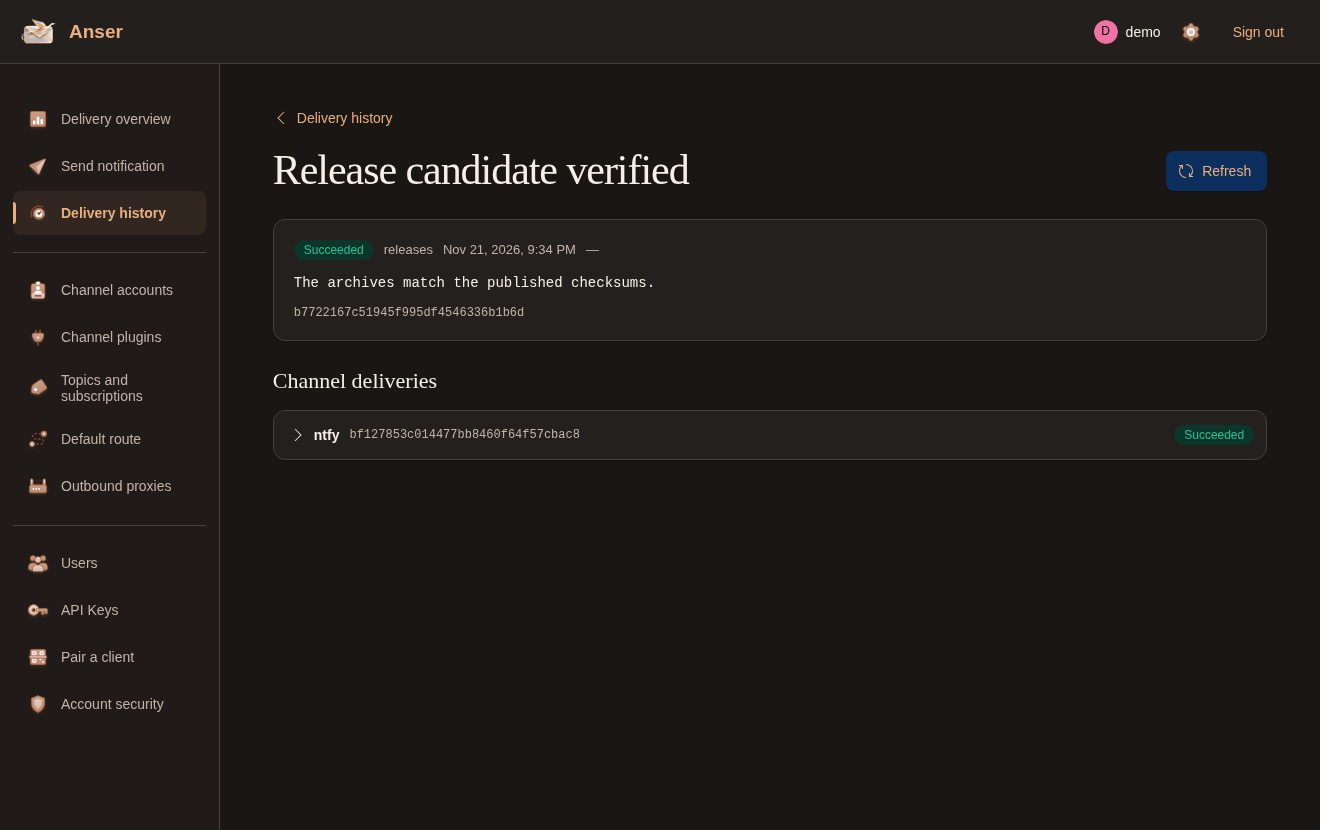 Anser
D demo Sign out
Delivery overview
Send notification
Delivery history
Channel accounts
Channel plugins
Topics and
subscriptions
Default route
Outbound proxies
Users
API Keys
Pair a client
Account security
Delivery history
Release candidate verified
Refresh
Succeeded releases Nov 21, 2026, 9:34 PM —
The archives match the published checksums.
b7722167c51945f995df4546336b1b6d
Channel deliveries
ntfy bf127853c014477bb8460f64f57cbac8 Succeeded